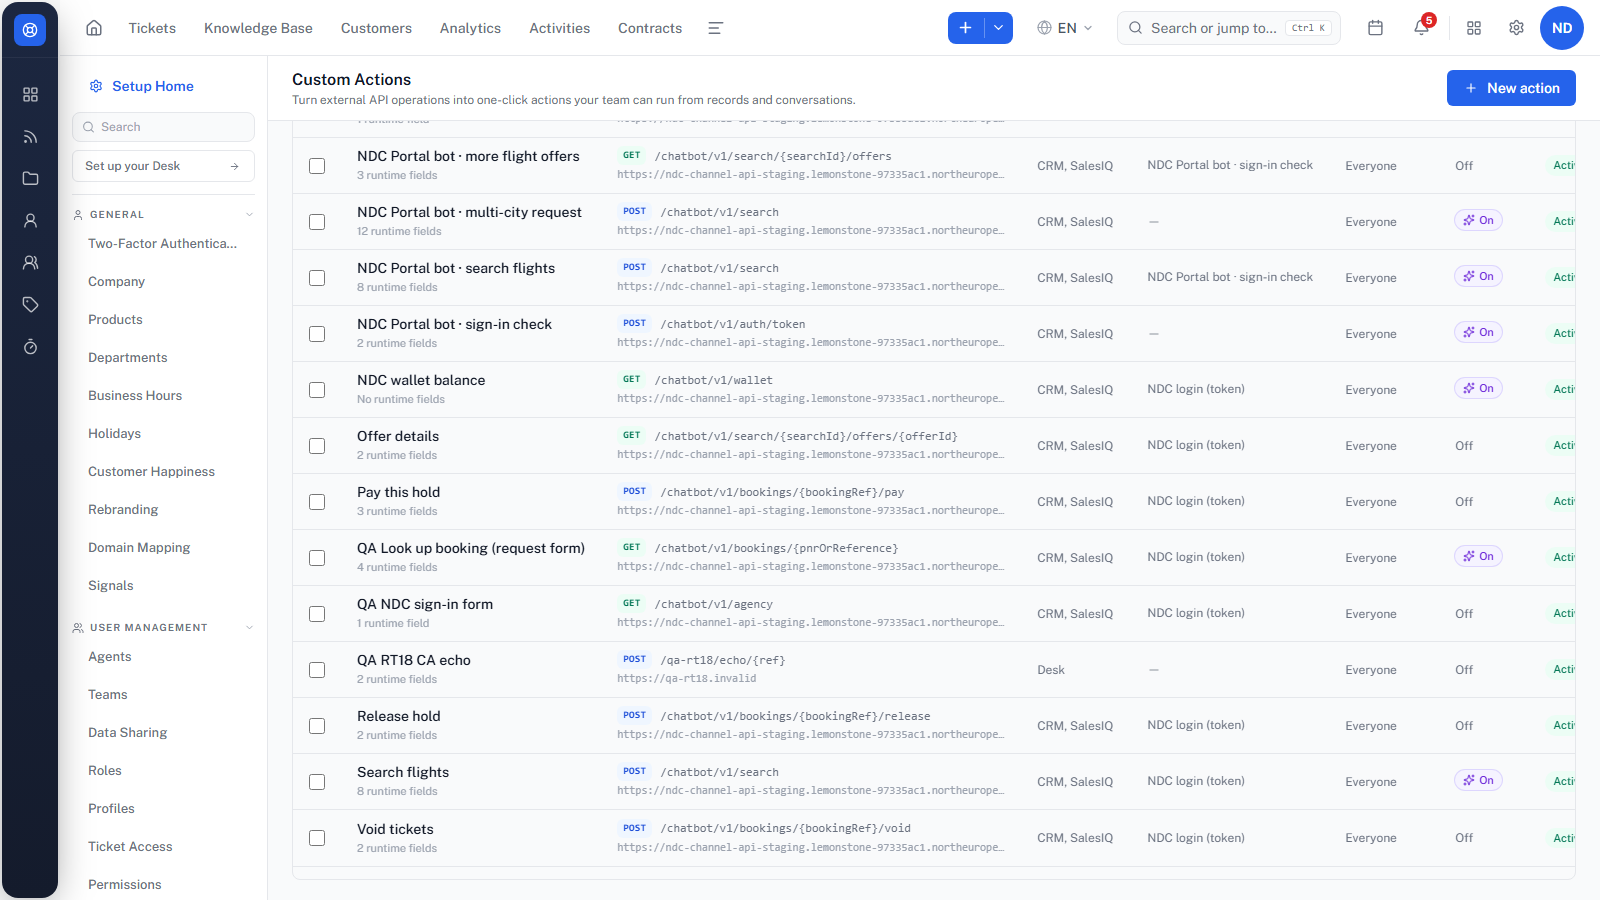 Tickets
Knowledge Base
Customers
Analytics
Activities
Contracts
EN
Search or jump to...
Ctrl K
5
ND
Setup Home
Search
Set up your Desk
GENERAL
Two-Factor Authentica...
Company
Products
Departments
Business Hours
Holidays
Customer Happiness
Rebranding
Domain Mapping
Signals
USER MANAGEMENT
Agents
Teams
Data Sharing
Roles
Profiles
Ticket Access
Permissions
Custom Actions
Turn external API operations into one-click actions your team can run from records and conversations.
New action
NDC Portal bot · more flight offers
3 runtime fields
GET /chatbot/v1/search/{searchId}/offers
https://ndc-channel-api-staging.lemonstone-97335ac1.northeurope…
CRM, SalesIQ
NDC Portal bot · sign-in check
Everyone
Off
Acti
NDC Portal bot · multi-city request
12 runtime fields
POST /chatbot/v1/search
https://ndc-channel-api-staging.lemonstone-97335ac1.northeurope…
CRM, SalesIQ
—
Everyone
On
Acti
NDC Portal bot · search flights
8 runtime fields
POST /chatbot/v1/search
https://ndc-channel-api-staging.lemonstone-97335ac1.northeurope…
CRM, SalesIQ
NDC Portal bot · sign-in check
Everyone
On
Acti
NDC Portal bot · sign-in check
2 runtime fields
POST /chatbot/v1/auth/token
https://ndc-channel-api-staging.lemonstone-97335ac1.northeurope…
CRM, SalesIQ
—
Everyone
On
Acti
NDC wallet balance
No runtime fields
GET /chatbot/v1/wallet
https://ndc-channel-api-staging.lemonstone-97335ac1.northeurope…
CRM, SalesIQ
NDC login (token)
Everyone
On
Acti
Offer details
2 runtime fields
GET /chatbot/v1/search/{searchId}/offers/{offerId}
https://ndc-channel-api-staging.lemonstone-97335ac1.northeurope…
CRM, SalesIQ
NDC login (token)
Everyone
Off
Acti
Pay this hold
3 runtime fields
POST /chatbot/v1/bookings/{bookingRef}/pay
https://ndc-channel-api-staging.lemonstone-97335ac1.northeurope…
CRM, SalesIQ
NDC login (token)
Everyone
Off
Acti
QA Look up booking (request form)
4 runtime fields
GET /chatbot/v1/bookings/{pnrOrReference}
https://ndc-channel-api-staging.lemonstone-97335ac1.northeurope…
CRM, SalesIQ
NDC login (token)
Everyone
On
Acti
QA NDC sign-in form
1 runtime field
GET /chatbot/v1/agency
https://ndc-channel-api-staging.lemonstone-97335ac1.northeurope…
CRM, SalesIQ
NDC login (token)
Everyone
Off
Acti
QA RT18 CA echo
2 runtime fields
POST /qa-rt18/echo/{ref}
https://qa-rt18.invalid
Desk
—
Everyone
Off
Acti
Release hold
2 runtime fields
POST /chatbot/v1/bookings/{bookingRef}/release
https://ndc-channel-api-staging.lemonstone-97335ac1.northeurope…
CRM, SalesIQ
NDC login (token)
Everyone
Off
Acti
Search flights
8 runtime fields
POST /chatbot/v1/search
https://ndc-channel-api-staging.lemonstone-97335ac1.northeurope…
CRM, SalesIQ
NDC login (token)
Everyone
On
Acti
Void tickets
2 runtime fields
POST /chatbot/v1/bookings/{bookingRef}/void
https://ndc-channel-api-staging.lemonstone-97335ac1.northeurope…
CRM, SalesIQ
NDC login (token)
Everyone
Off
Acti